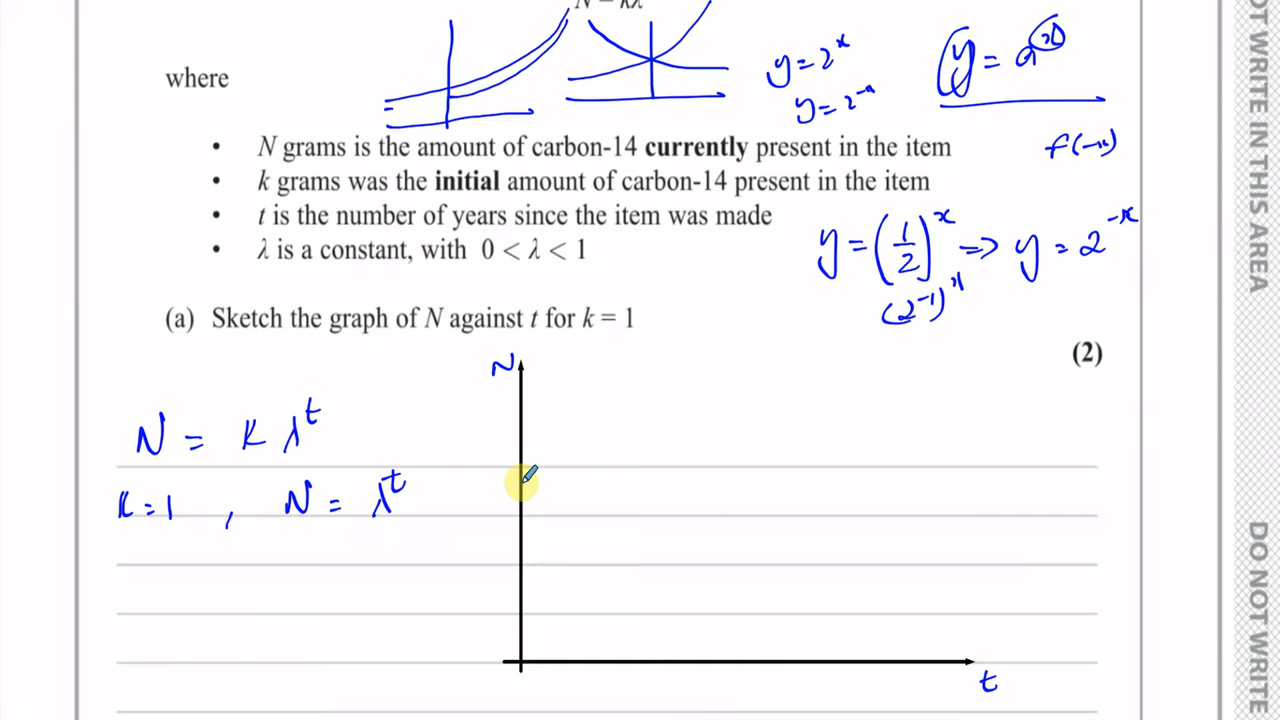 N = kλ
where
y = 2^x
y = 2^-x
y = 2^x
f(-x)
• N grams is the amount of carbon-14 currently present in the item
• k grams was the initial amount of carbon-14 present in the item
• t is the number of years since the item was made
• λ is a constant, with 0 < λ < 1
y = (1/2)^x => y = 2^-x
(2^-1)^x
(a) Sketch the graph of N against t for k = 1
(2)
N
N = k λ^t
k = 1 , N = λ^t
t
OT WRITE IN THIS AREA
DO NOT WRITE